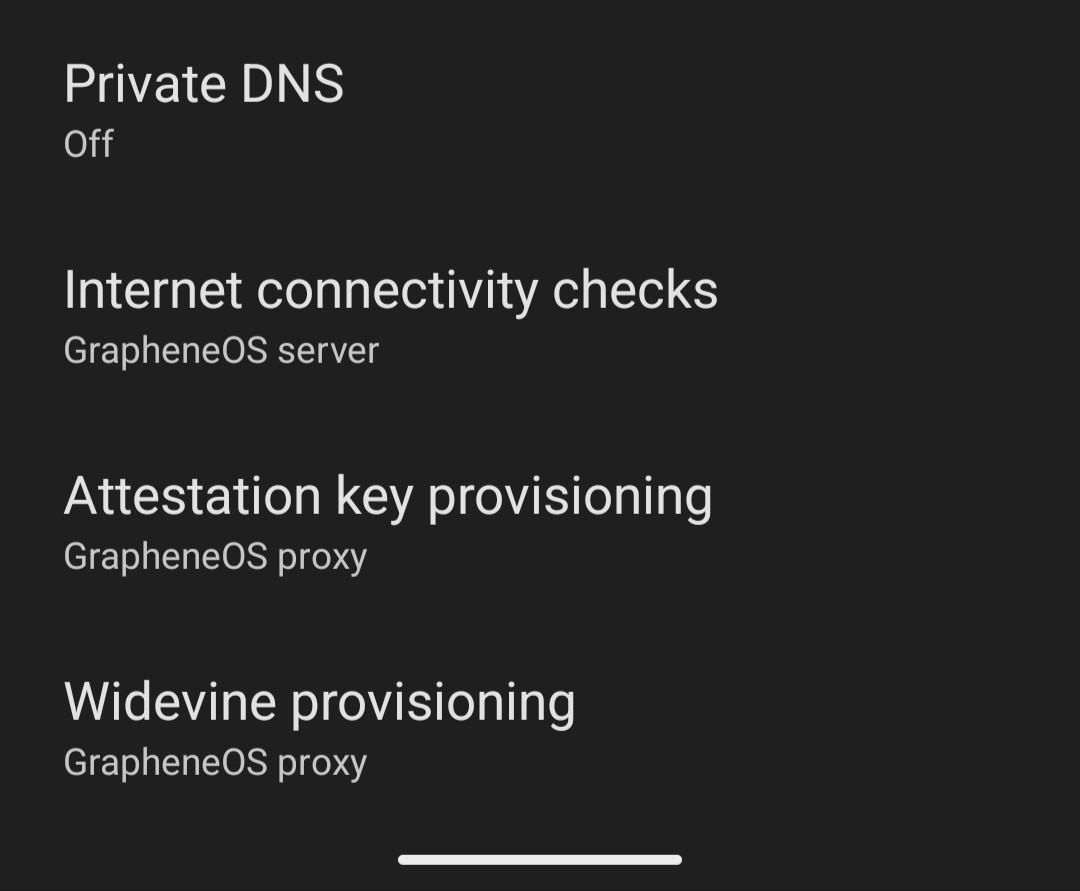 Private DNS
Off
Internet connectivity checks
GrapheneOS server
Attestation key provisioning
GrapheneOS proxy
Widevine provisioning
GrapheneOS proxy